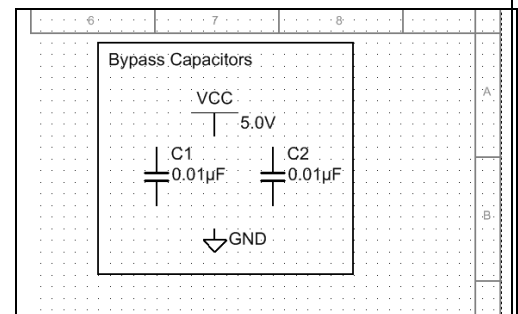 6 7 8
Bypass Capacitors
VCC
5.0V
C1
0.01µF
C2
0.01µF
GND
A
B